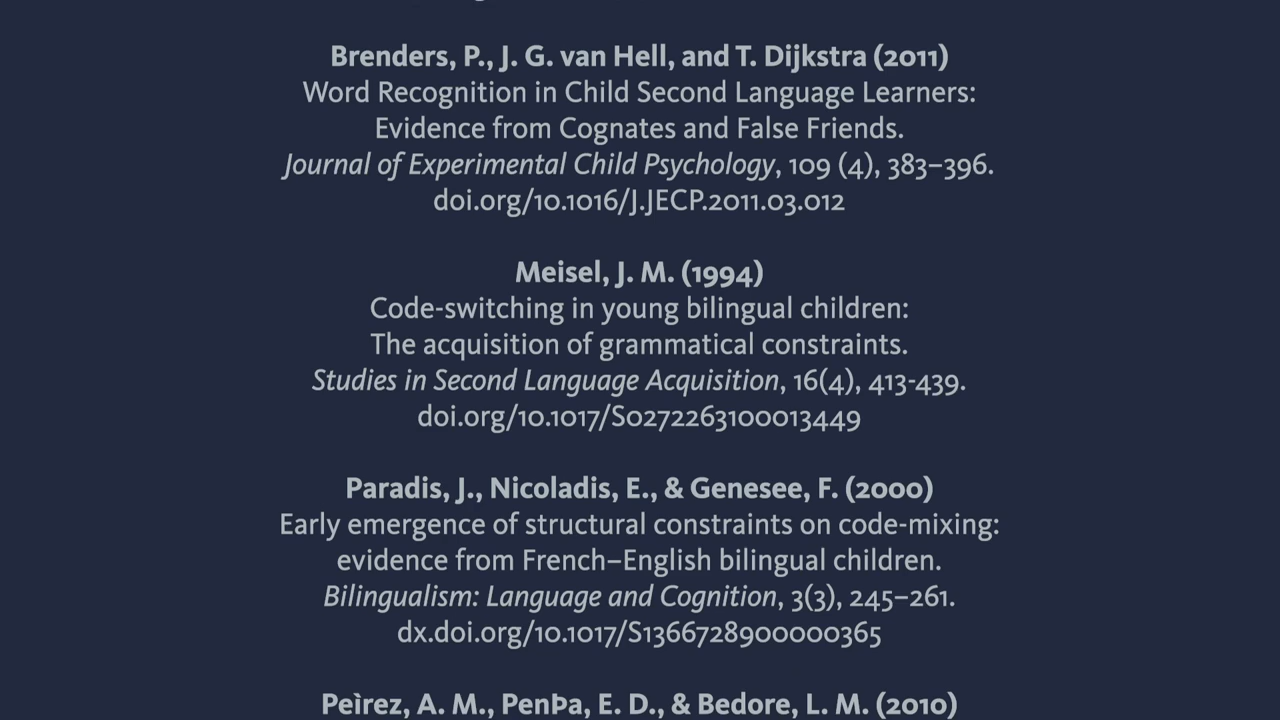 Brenders, P., J. G. van Hell, and T. Dijkstra (2011)
Word Recognition in Child Second Language Learners:
Evidence from Cognates and False Friends.
Journal of Experimental Child Psychology, 109 (4), 383–396.
doi.org/10.1016/J.JECP.2011.03.012
Meisel, J. M. (1994)
Code-switching in young bilingual children:
The acquisition of grammatical constraints.
Studies in Second Language Acquisition, 16(4), 413-439.
doi.org/10.1017/S0272263100013449
Paradis, J., Nicoladis, E., & Genesee, F. (2000)
Early emergence of structural constraints on code-mixing:
evidence from French–English bilingual children.
Bilingualism: Language and Cognition, 3(3), 245–261.
dx.doi.org/10.1017/S1366728900000365
Peìrez, A. M., PenÞa, E. D., & Bedore, L. M. (2010)